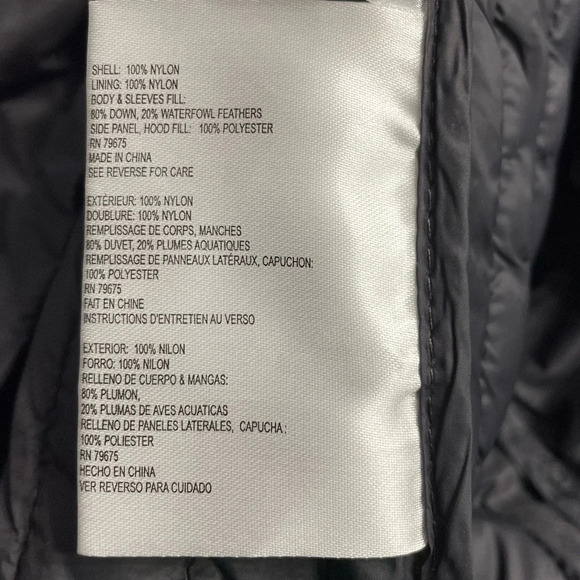 SHELL: 100% NYLON
LINING: 100% NYLON
BODY & SLEEVES FILL:
80% DOWN, 20% WATERFOWL FEATHERS
SIDE PANEL, HOOD FILL: 100% POLYESTER
RN 79675
MADE IN CHINA
SEE REVERSE FOR CARE
EXTÉRIEUR: 100% NYLON
DOUBLURE: 100% NYLON
REMPLISSAGE DE CORPS, MANCHES
80% DUVET, 20% PLUMES AQUATIQUES
REMPLISSAGE DE PANNEAUX LATÉRAUX, CAPUCHON:
100% POLYESTER
RN 79675
FAIT EN CHINE
INSTRUCTIONS D'ENTRETIEN AU VERSO
EXTERIOR: 100% NILON
FORRO: 100% NILON
RELLENO DE CUERPO & MANGAS:
80% PLUMON,
20% PLUMAS DE AVES ACUATICAS
RELLENO DE PANELES LATERALES, CAPUCHA:
100% POLIESTER
RN 79675
HECHO EN CHINA
VER REVERSO PARA CUIDADO